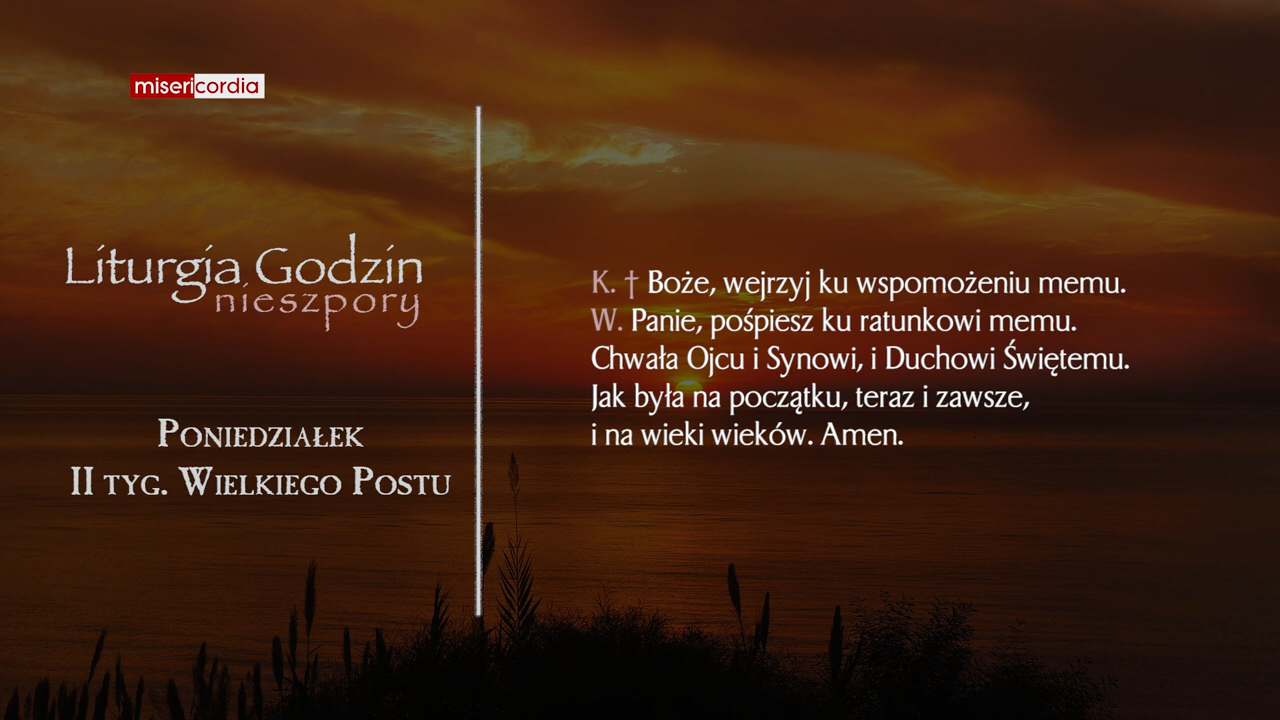 misericordia
Liturgia Godzin
nieszpory
Poniedziałek
II tyg. Wielkiego Postu
K. † Boże, wejrzyj ku wspomożeniu memu.
W. Panie, pośpiesz ku ratunkowi memu.
Chwała Ojcu i Synowi, i Duchowi Świętemu.
Jak była na początku, teraz i zawsze,
i na wieki wieków. Amen.